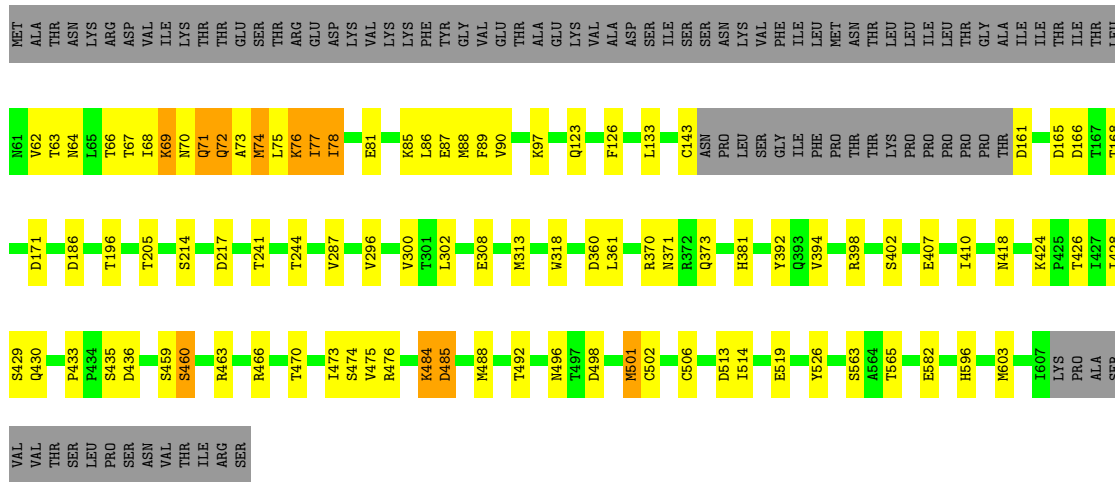 MET ALA THR ASN LYS ARG ASP VAL ILE LYS THR THR GLU SER THR ARG GLU ASP LYS VAL LYS LYS PHE TYR GLY VAL GLU THR ALA GLU LYS VAL ALA ASP SER ILE SER SER ASN LYS VAL PHE ILE LEU MET ASN THR LEU LEU ILE LEU THR GLY ALA ILE ILE THR ILE THR LEU
N61 V62 T63 N64 L65 T66 T67 I68 K69 N70 Q71 Q72 A73 M74 L75 K76 I77 I78 E81 K85 L86 E87 M88 F89 V90 K97 Q123 F126 L133 C143 ASN PRO LEU SER GLY ILE PHE PRO THR THR LYS PRO PRO PRO PRO PRO THR D161 D165 D166 T167 T168
D171 D186 T196 T205 S214 D217 T241 T244 V287 V296 V300 T301 L302 E308 M313 W318 D360 L361 R370 N371 R372 Q373 H381 Y392 Q393 V394 R398 S402 E407 I410 N418 K424 P425 T426 I427
S429 Q430 P433 P434 S435 D436 S459 S460 R463 R466 T470 I473 S474 V475 R476 K484 D485 M488 T492 N496 T497 D498 M501 C502 C506 D513 I514 E519 Y526 S563 A564 T565 E582 H596 M603 I607 LYS PRO ALA SER
VAL VAL THR SER LEU PRO SER ASN VAL THR ILE ARG SER